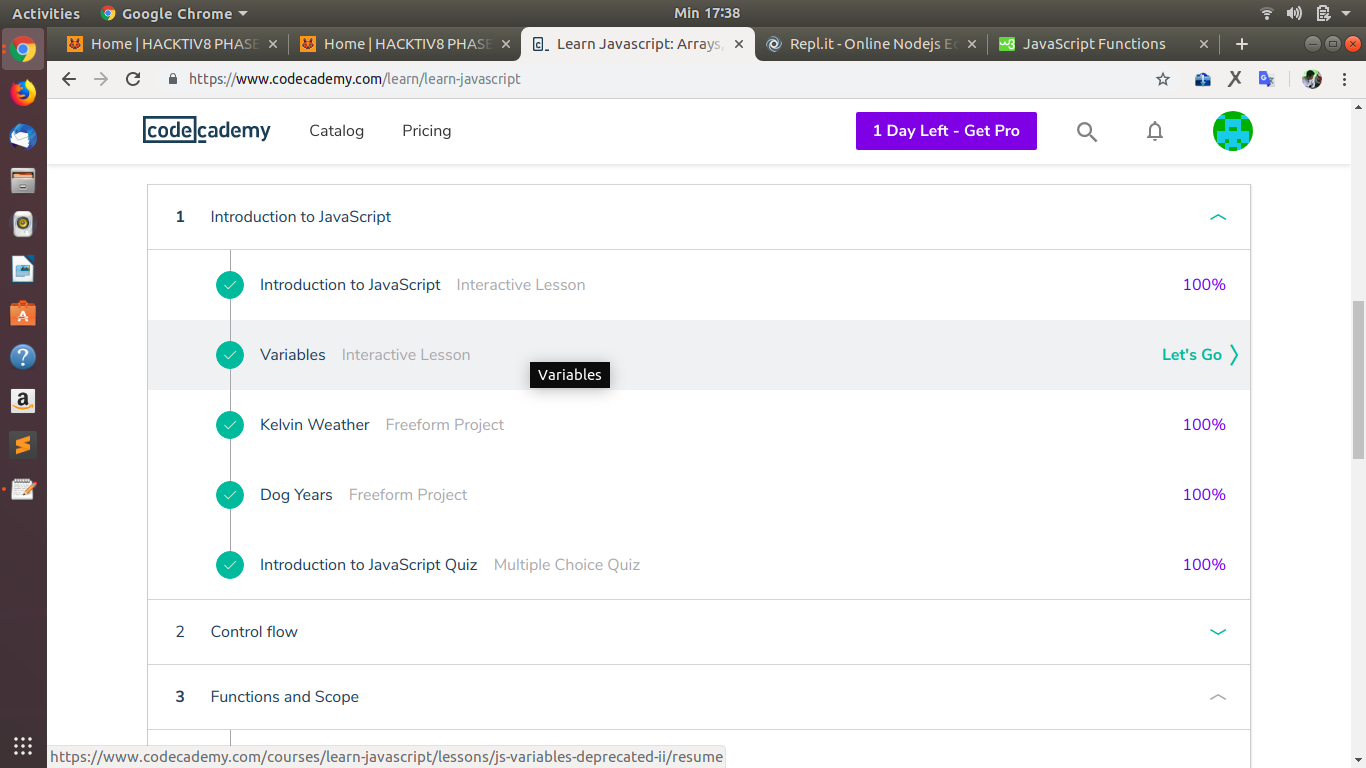 Activities
Google Chrome
Min 17:38
Home | HACKTIV8 PHASE
Home | HACKTIV8 PHASE
Learn Javascript: Arrays,
Repl.it - Online Nodejs Ed
JavaScript Functions
https://www.codecademy.com/learn/learn-javascript
codecademy
Catalog
Pricing
1 Day Left - Get Pro
1 Introduction to JavaScript
Introduction to JavaScript Interactive Lesson 100%
Variables Interactive Lesson Let's Go
Variables
Kelvin Weather Freeform Project 100%
Dog Years Freeform Project 100%
Introduction to JavaScript Quiz Multiple Choice Quiz 100%
2 Control flow
3 Functions and Scope
https://www.codecademy.com/courses/learn-javascript/lessons/js-variables-deprecated-ii/resume